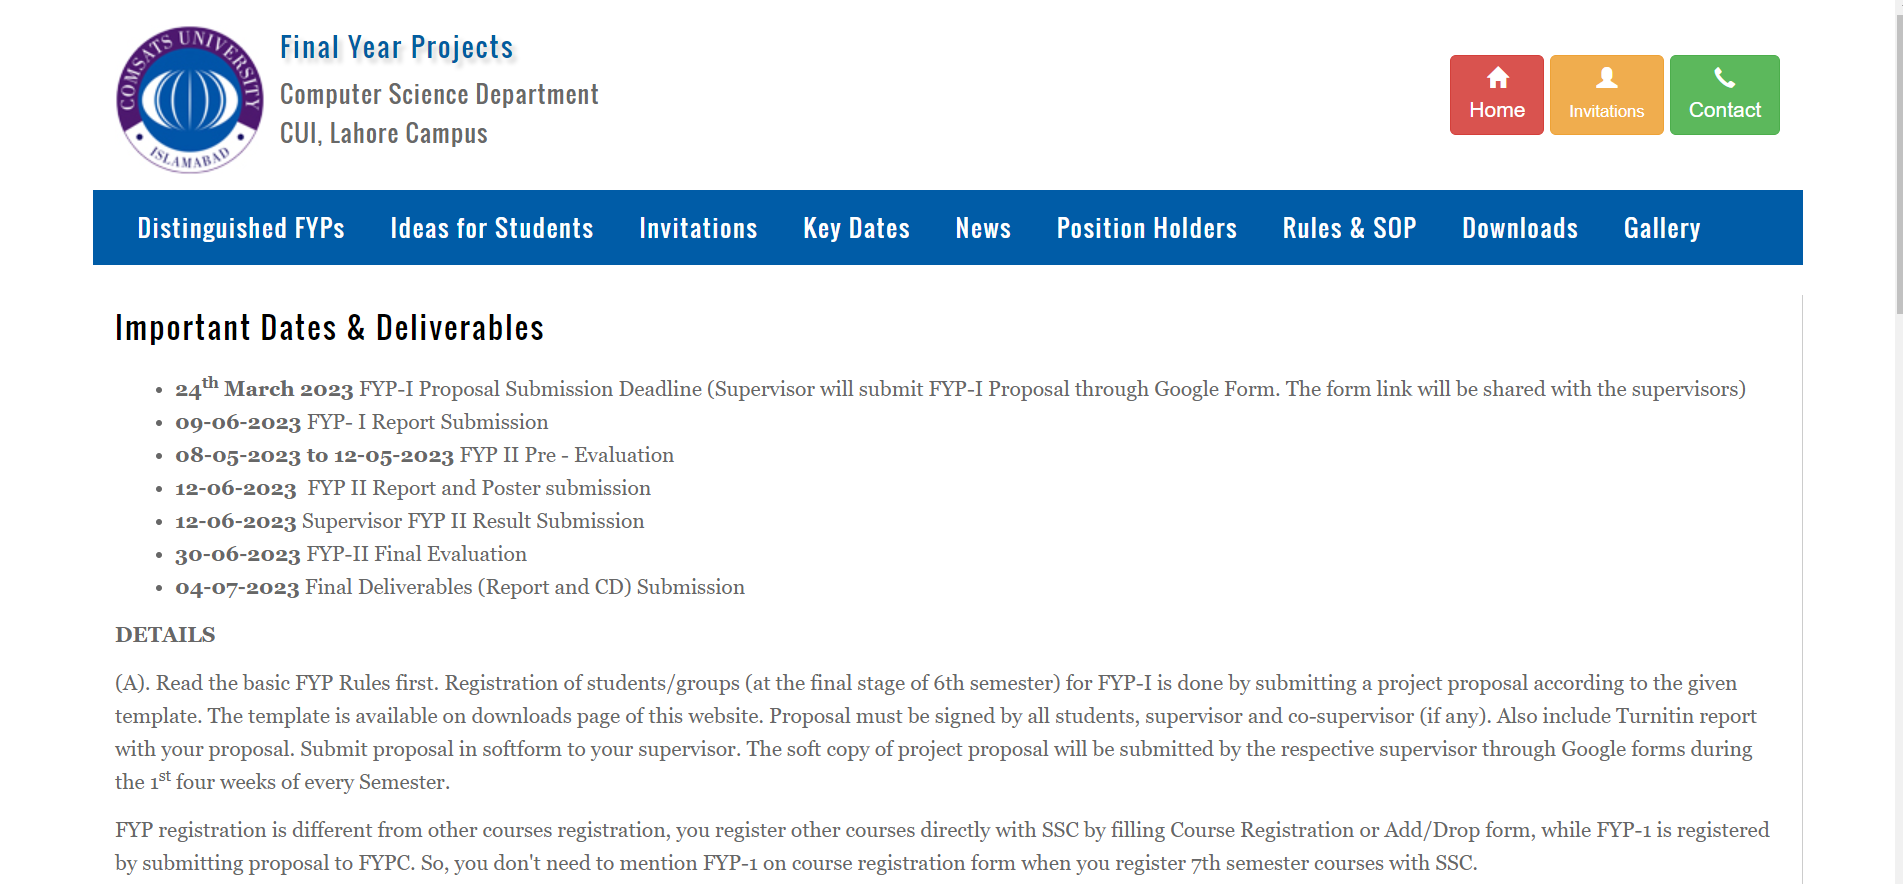 COMSATS UNIVERSITY
ISLAMABAD
Final Year Projects
Computer Science Department
CUI, Lahore Campus
Home
Invitations
Contact
Distinguished FYPs Ideas for Students Invitations Key Dates News Position Holders Rules & SOP Downloads Gallery
Important Dates & Deliverables
• 24th March 2023 FYP-I Proposal Submission Deadline (Supervisor will submit FYP-I Proposal through Google Form. The form link will be shared with the supervisors)
• 09-06-2023 FYP- I Report Submission
• 08-05-2023 to 12-05-2023 FYP II Pre - Evaluation
• 12-06-2023 FYP II Report and Poster submission
• 12-06-2023 Supervisor FYP II Result Submission
• 30-06-2023 FYP-II Final Evaluation
• 04-07-2023 Final Deliverables (Report and CD) Submission
DETAILS
(A). Read the basic FYP Rules first. Registration of students/groups (at the final stage of 6th semester) for FYP-I is done by submitting a project proposal according to the given
template. The template is available on downloads page of this website. Proposal must be signed by all students, supervisor and co-supervisor (if any). Also include Turnitin report
with your proposal. Submit proposal in softform to your supervisor. The soft copy of project proposal will be submitted by the respective supervisor through Google forms during
the 1st four weeks of every Semester.
FYP registration is different from other courses registration, you register other courses directly with SSC by filling Course Registration or Add/Drop form, while FYP-1 is registered
by submitting proposal to FYPC. So, you don't need to mention FYP-1 on course registration form when you register 7th semester courses with SSC.